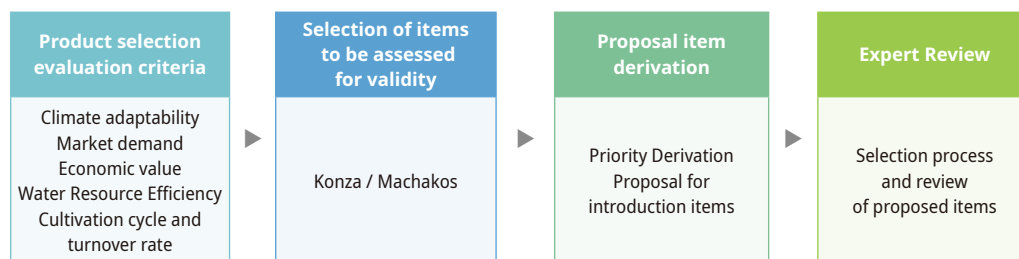 Product selection
evaluation criteria
Climate adaptability
Market demand
Economic value
Water Resource Efficiency
Cultivation cycle and
turnover rate
Selection of items
to be assessed
for validity
Konza / Machakos
Proposal item
derivation
Priority Derivation
Proposal for
introduction items
Expert Review
Selection process
and review
of proposed items